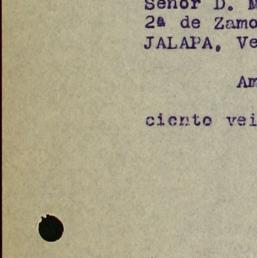 Señor D. M
2ª de Zamo
JALAPA, Ve
Am
ciento vei